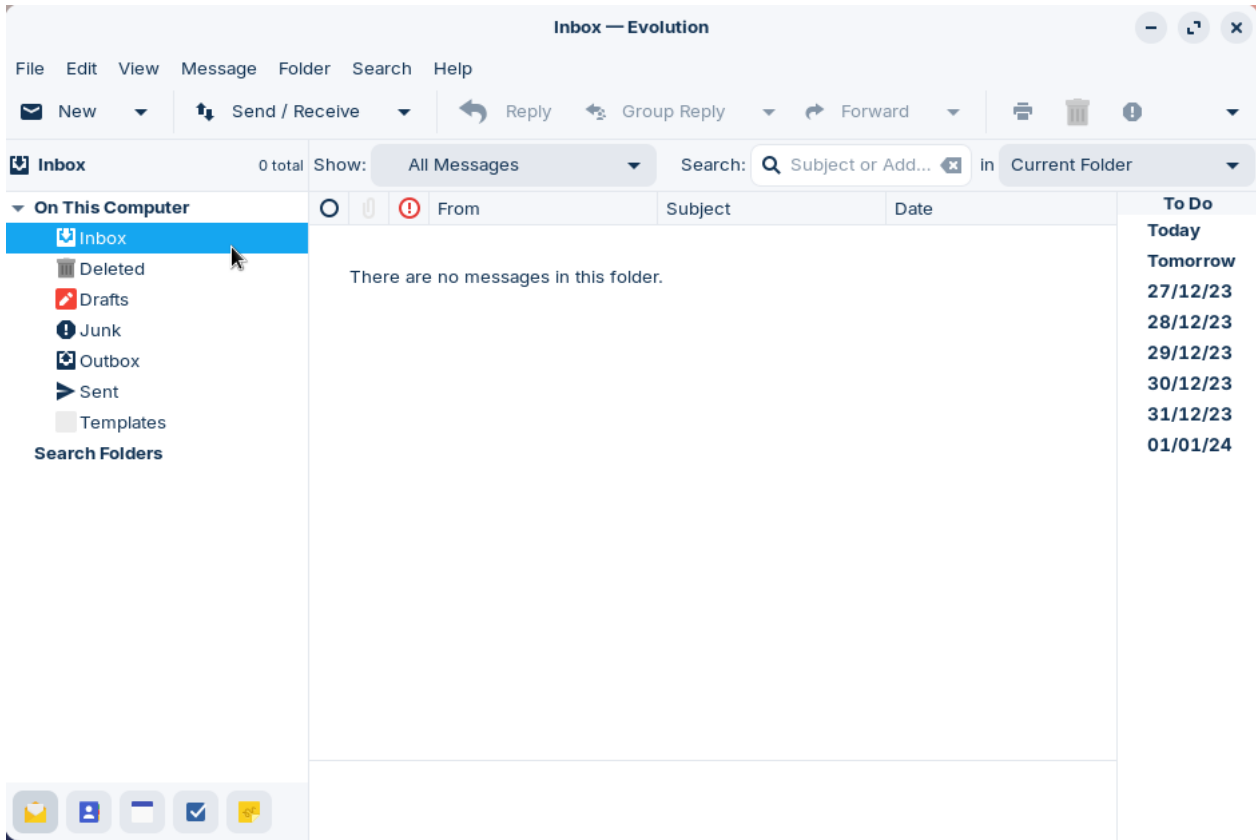 Inbox — Evolution
File Edit View Message Folder Search Help
New Send / Receive Reply Group Reply Forward
Inbox 0 total Show: All Messages Search: Subject or Add... in Current Folder
On This Computer
Inbox
Deleted
Drafts
Junk
Outbox
Sent
Templates
Search Folders
From Subject Date
There are no messages in this folder.
To Do
Today
Tomorrow
27/12/23
28/12/23
29/12/23
30/12/23
31/12/23
01/01/24